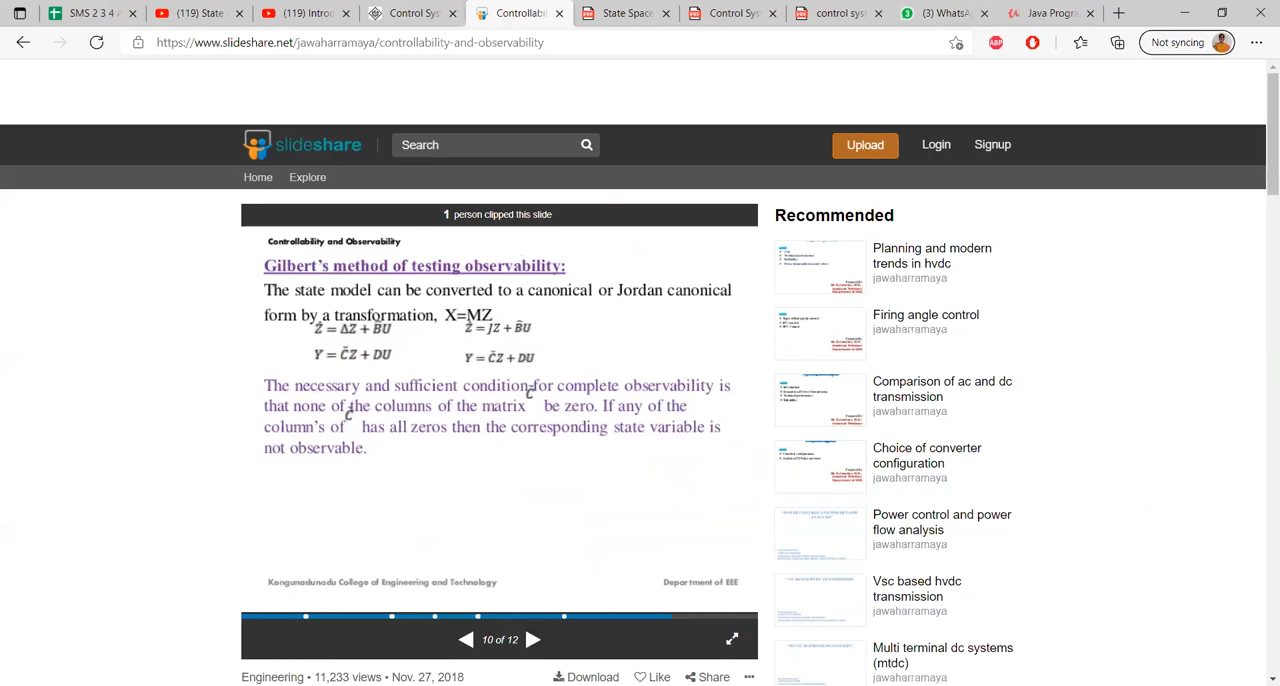 SMS 2 3 4 A
(119) State
(119) Introd
Control Sys
Controllabi
State Space
Control Sys
control syst
(3) WhatsA
Java Progra
https://www.slideshare.net/jawaharramaya/controllability-and-observability
ABP
Not syncing
slideshare
Search
Upload
Login
Signup
Home
Explore
1 person clipped this slide
Controllability and Observability
Gilbert's method of testing observability:
The state model can be converted to a canonical or Jordan canonical
form by a transformation, X=MZ
Ż = ΔZ + B̃U
Ż = JZ + B̃U
Y = C̃Z + DU
Y = C̃Z + DU
The necessary and sufficient condition for complete observability is
that none of the columns of the matrix C̃ be zero. If any of the
column's of C̃ has all zeros then the corresponding state variable is
not observable.
Kongunadunadu College of Engineering and Technology
Department of EEE
10 of 12
Engineering • 11,233 views • Nov. 27, 2018
Download
Like
Share
Recommended
Planning and modern
trends in hvdc
jawaharramaya
Firing angle control
jawaharramaya
Comparison of ac and dc
transmission
jawaharramaya
Choice of converter
configuration
jawaharramaya
Power control and power
flow analysis
jawaharramaya
Vsc based hvdc
transmission
jawaharramaya
Multi terminal dc systems
(mtdc)
jawaharramaya